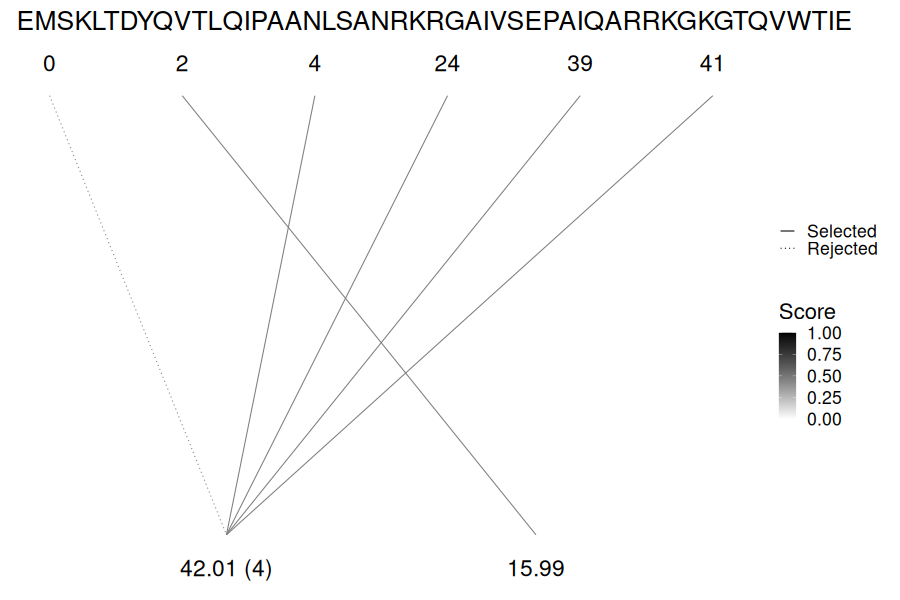 EMSKLTDYQVTLQIPAANLSANRKRGAIVSEPAIQARRKGKGTQVWTIE
0 2 4 24 39 41
Selected
Rejected
Score
1.00
0.75
0.50
0.25
0.00
42.01 (4) 15.99